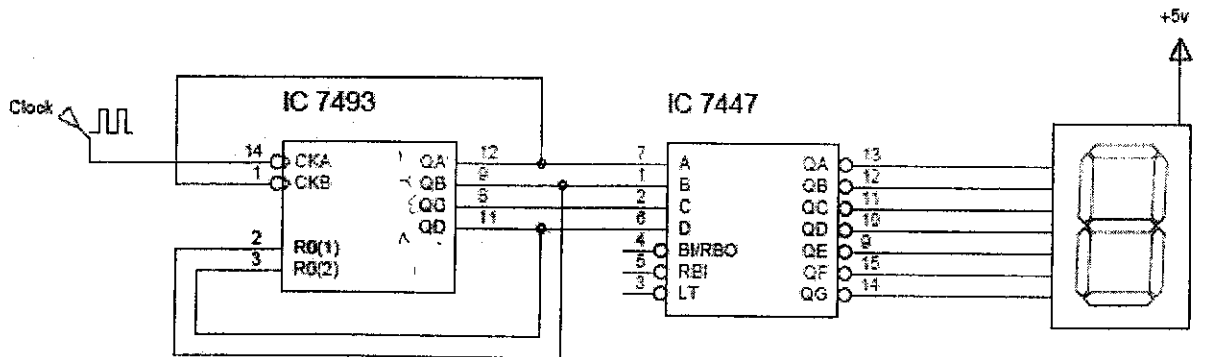 +5v
Clock
IC 7493
IC 7447
14 CKA QA 12
1 CKB QB 9
QC 8
QD 11
2 R0(1)
3 R0(2)
7 A QA 13
1 B QB 12
2 C QC 11
6 D QD 10
4 BI/RBO QE 9
5 RBI QF 15
3 LT QG 14